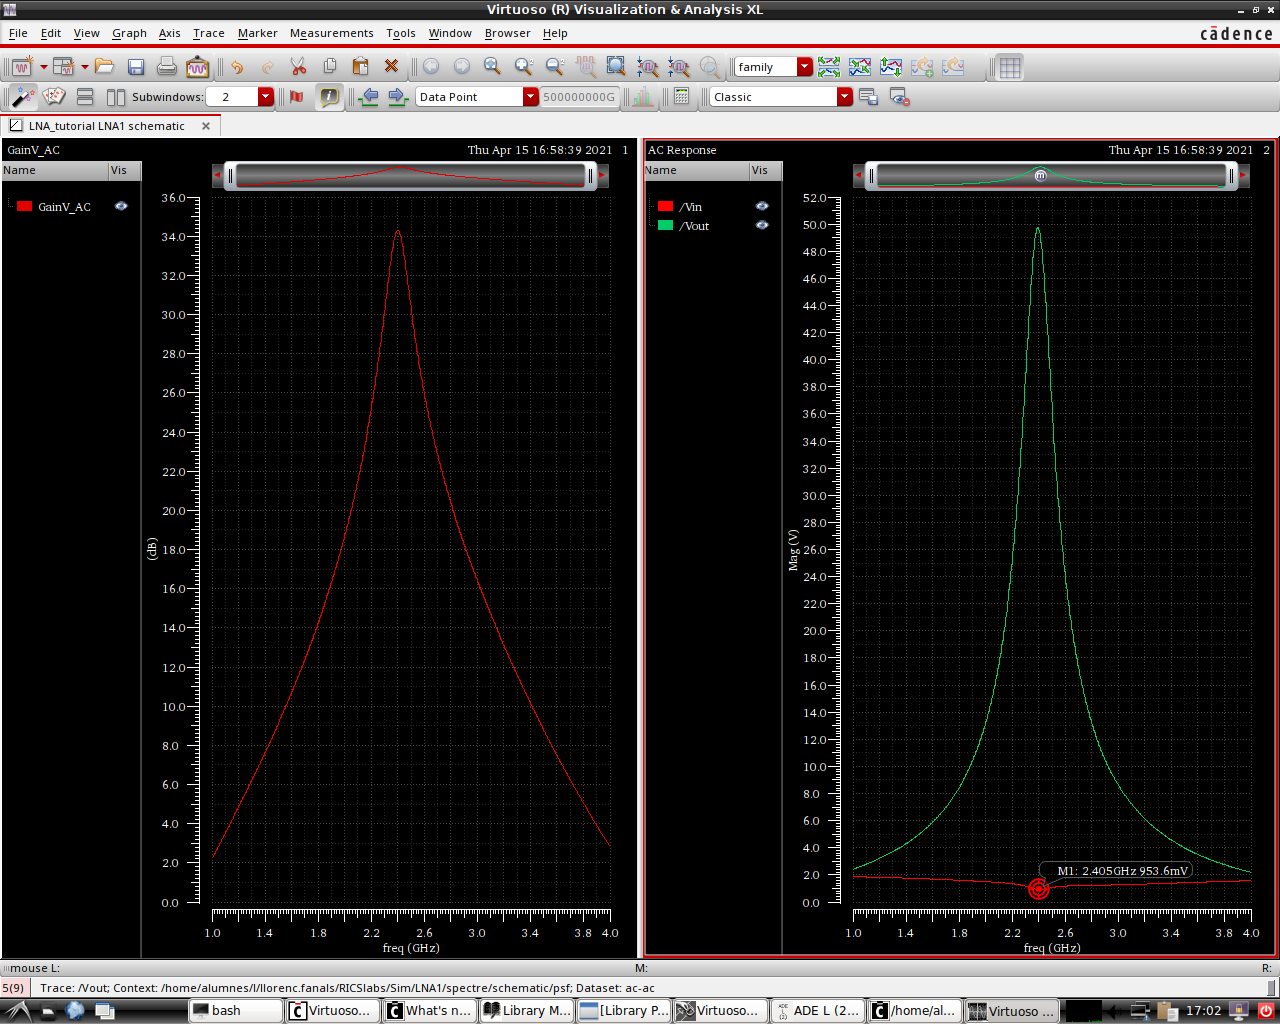 Virtuoso (R) Visualization & Analysis XL
File Edit View Graph Axis Trace Marker Measurements Tools Window Browser Help
cādence
family
Subwindows: 2
Data Point
500000000G
Classic
LNA_tutorial LNA1 schematic
GainV_AC
Thu Apr 15 16:58:39 2021 1
Name Vis
GainV_AC
36.0
34.0
32.0
30.0
28.0
26.0
24.0
22.0
20.0
18.0
16.0
14.0
12.0
10.0
8.0
6.0
4.0
2.0
0.0
(dB)
1.0 1.4 1.8 2.2 2.6 3.0 3.4 3.8 4.0
freq (GHz)
AC Response
Thu Apr 15 16:58:39 2021 2
Name Vis
/Vin
/Vout
m
52.0
50.0
48.0
46.0
44.0
42.0
40.0
38.0
36.0
34.0
32.0
30.0
28.0
26.0
24.0
22.0
20.0
18.0
16.0
14.0
12.0
10.0
8.0
6.0
4.0
2.0
0.0
Mag (V)
M1: 2.405GHz 953.6mV
1.0 1.4 1.8 2.2 2.6 3.0 3.4 3.8 4.0
freq (GHz)
mouse L: M: R:
5(9) Trace: /Vout; Context: /home/alumnes/l/llorenc.fanals/RICSlabs/Sim/LNA1/spectre/schematic/psf; Dataset: ac-ac
bash
Virtuoso...
What's n...
Library M...
[Library P...
Virtuoso...
ADE L (2...
/home/al...
Virtuoso ...
17:02